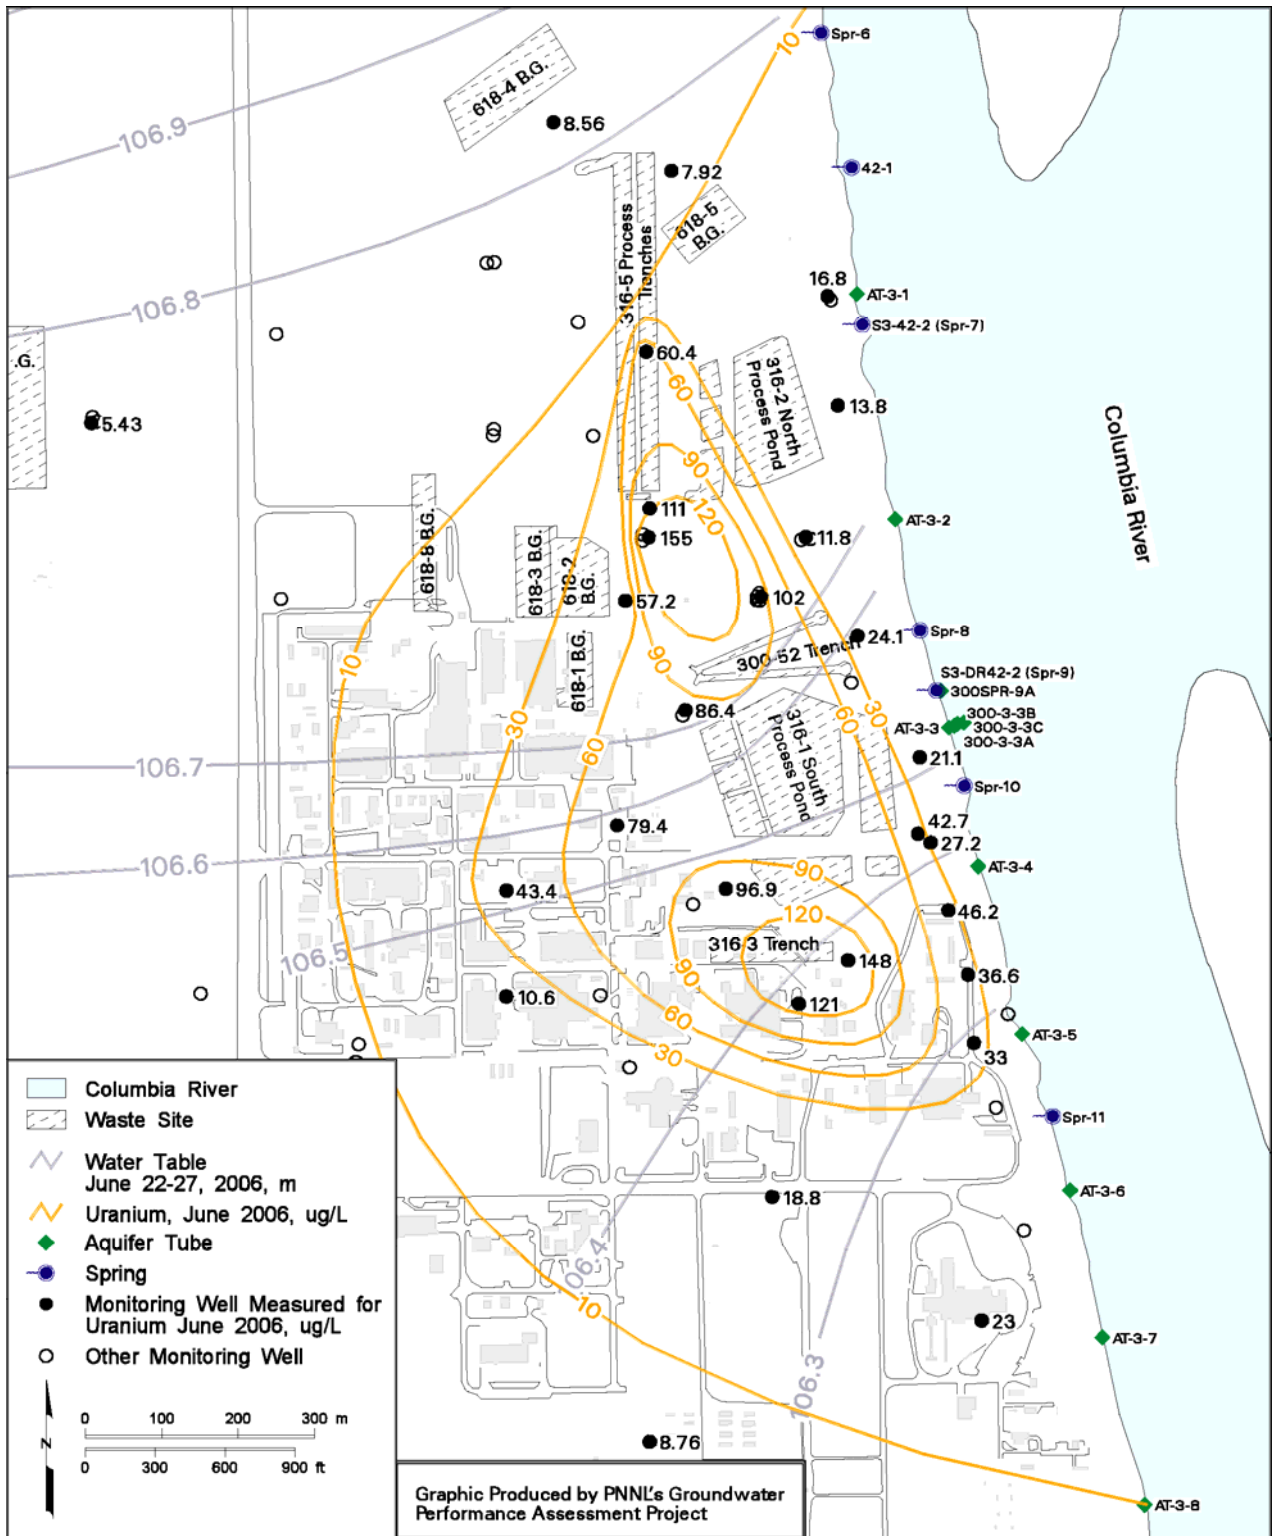 10
Spr-6
618-4 B.G.
106.9
8.56
42-1
7.92
618-5
B.G.
316-5 Process
Trenches
16.8
AT-3-1
106.8
S3-42-2 (Spr-7)
60.4
30
.G.
60
316-2 North
Process Pond
13.8
5.43
Columbia River
90
111
120
AT-3-2
155
11.8
618-8 B.G.
618-3 B.G.
618-2
B.G.
57.2
102
24.1
Spr-8
10
90
300-52 Trench
S3-DR42-2 (Spr-9)
300SPR-9A
618-1 B.G.
86.4
300-3-3B
AT-3-3
300-3-3C
300-3-3A
30
60
60
30
316-1 South
Process Pond
21.1
106.7
Spr-10
79.4
42.7
27.2
106.6
AT-3-4
90
43.4
96.9
120
46.2
316-3 Trench
106.5
148
90
36.6
10.6
121
60
AT-3-5
30
33
Spr-11
AT-3-6
18.8
106.4
10
23
AT-3-7
106.3
8.76
AT-3-8
Columbia River
Waste Site
Water Table
June 22-27, 2006, m
Uranium, June 2006, ug/L
Aquifer Tube
Spring
Monitoring Well Measured for
Uranium June 2006, ug/L
Other Monitoring Well
N
0 100 200 300 m
0 300 600 900 ft
Graphic Produced by PNNL's Groundwater
Performance Assessment Project